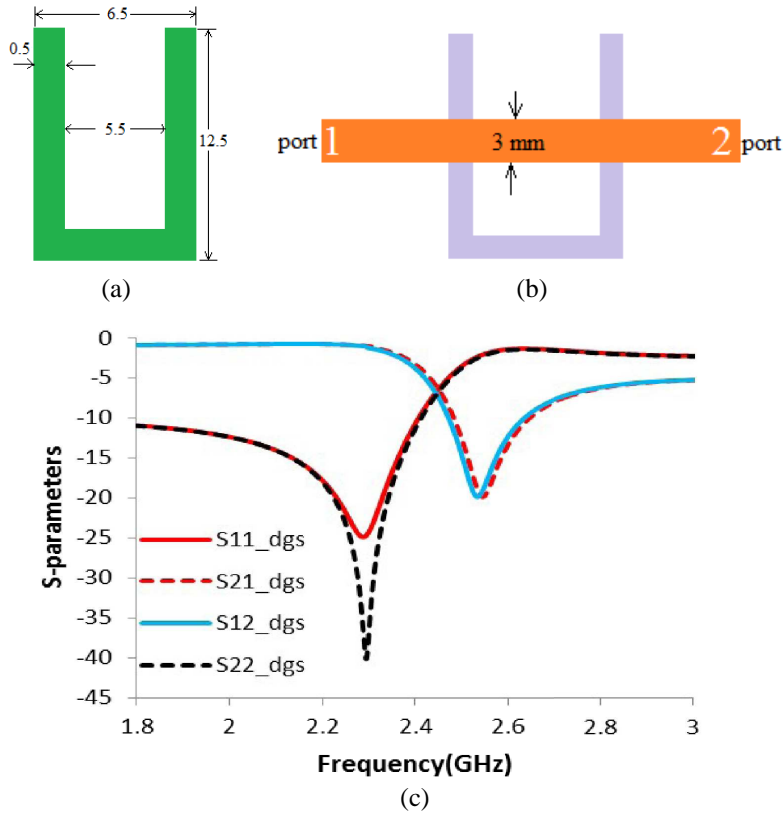 6.5
0.5
5.5
12.5
(a)
port 1
3 mm
2 port
(b)
0
-5
-10
-15
-20
-25
-30
-35
-40
-45
S-parameters
S11_dgs
S21_dgs
S12_dgs
S22_dgs
1.8 2 2.2 2.4 2.6 2.8 3
Frequency(GHz)
(c)